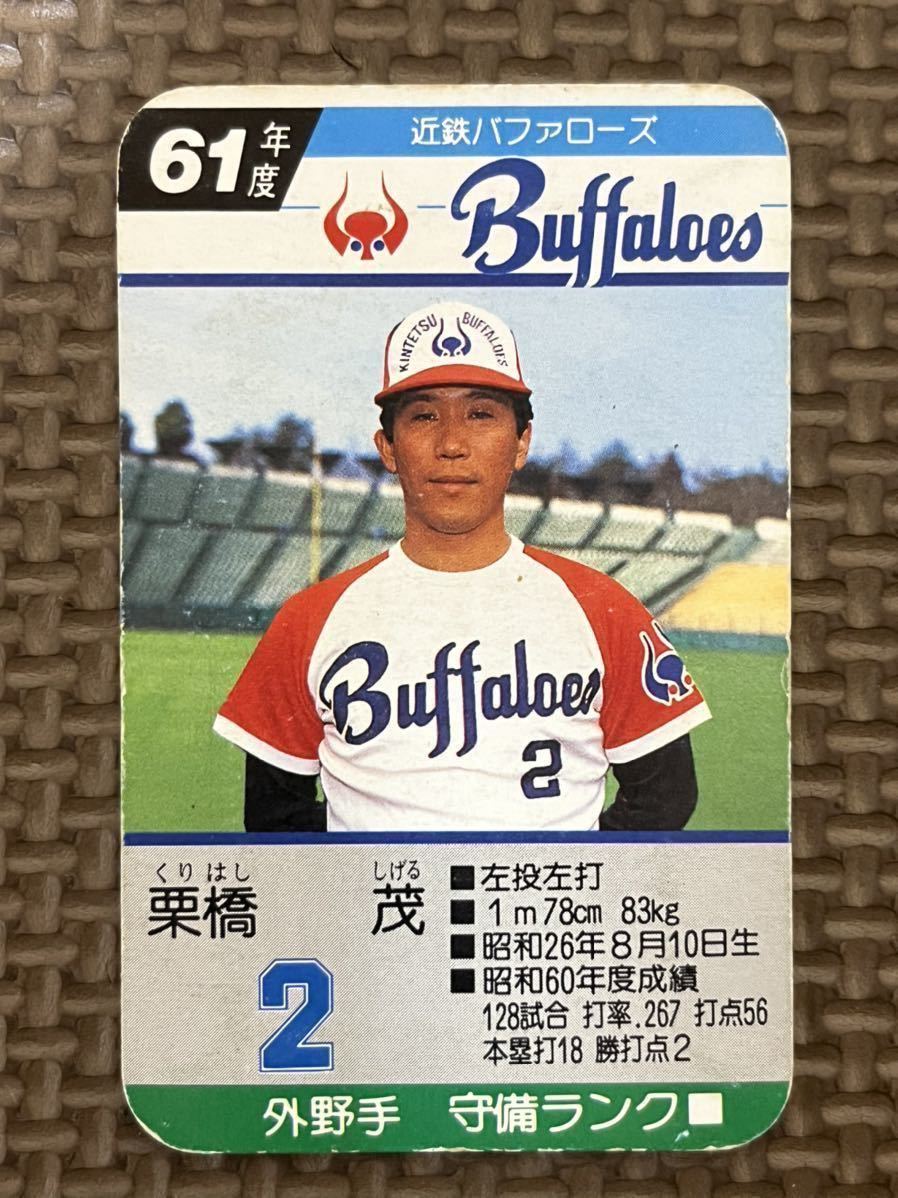 61年度
近鉄バファローズ
Buffaloes
KINTETSU BUFFALOES
Buffaloes
2
くりはし しげる
栗橋 茂
2
■左投左打
■1m78cm 83kg
■昭和26年8月10日生
■昭和60年度成績
128試合 打率.267 打点56
本塁打18 勝打点2
外野手 守備ランク□